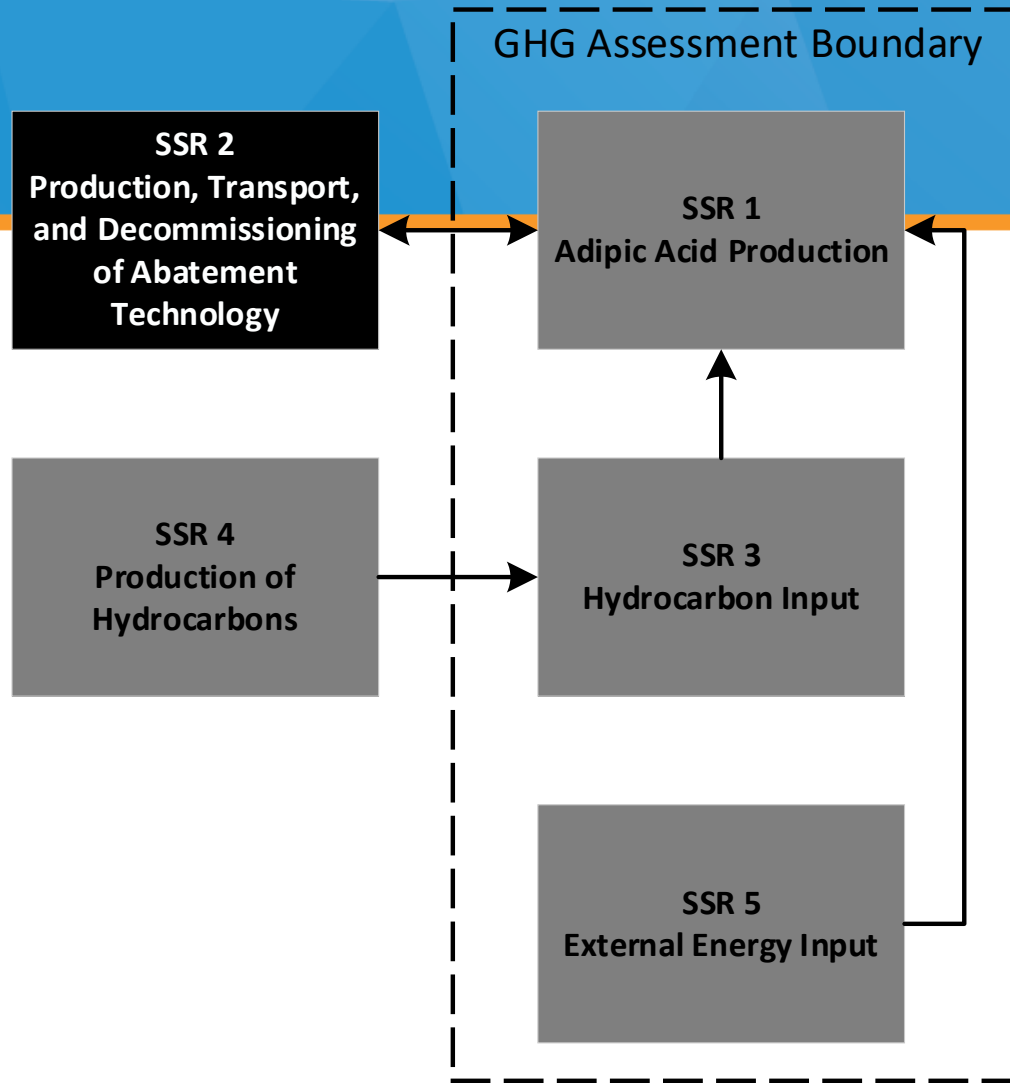 GHG Assessment Boundary
SSR 2
Production, Transport,
and Decommissioning
of Abatement
Technology
SSR 1
Adipic Acid Production
SSR 4
Production of
Hydrocarbons
SSR 3
Hydrocarbon Input
SSR 5
External Energy Input